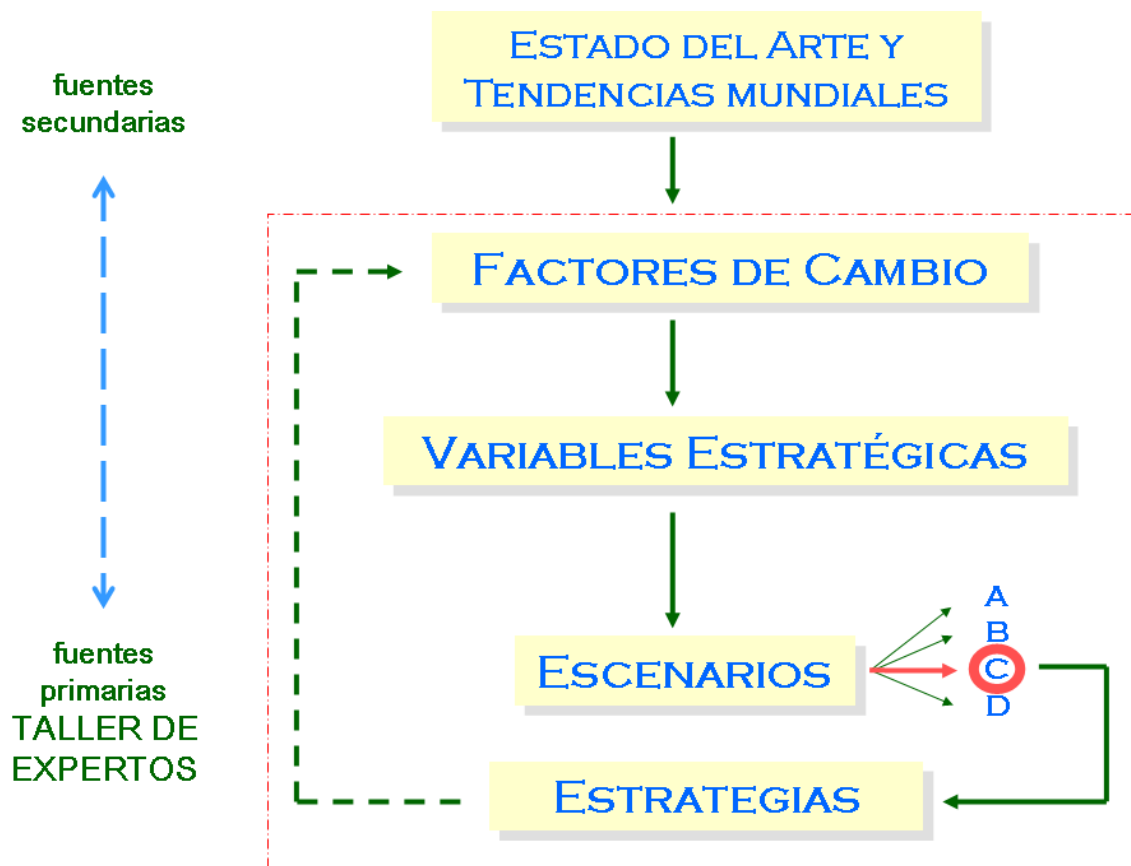 ESTADO DEL ARTE Y
TENDENCIAS MUNDIALES
fuentes
secundarias
FACTORES DE CAMBIO
VARIABLES ESTRATÉGICAS
ESCENARIOS
A
B
C
D
fuentes
primarias
TALLER DE
EXPERTOS
ESTRATEGIAS